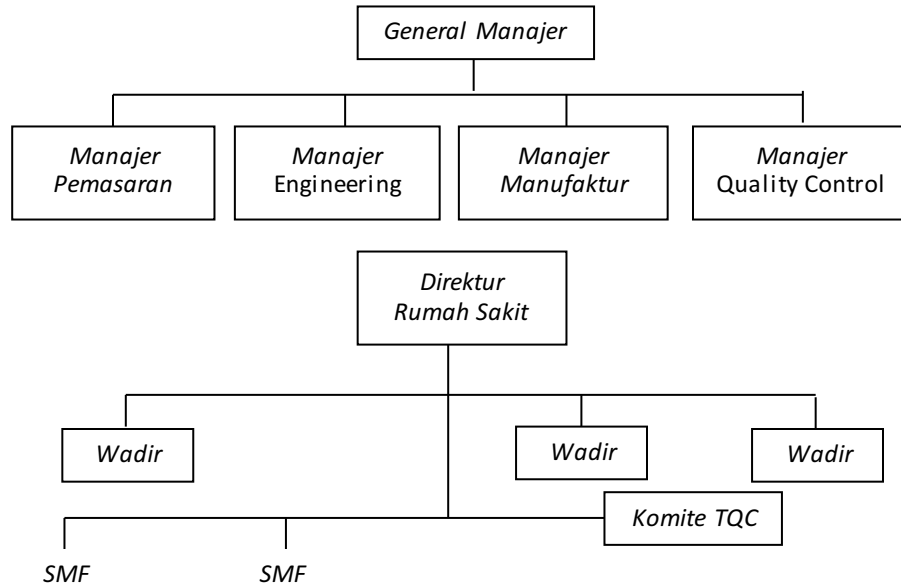 General Manajer
Manajer
Pemasaran
Manajer
Engineering
Manajer
Manufaktur
Manajer
Quality Control
Direktur
Rumah Sakit
Wadir
Wadir
Wadir
Komite TQC
SMF
SMF